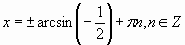 x = ± arcsin(−1/2) + πn, n ∈ Z